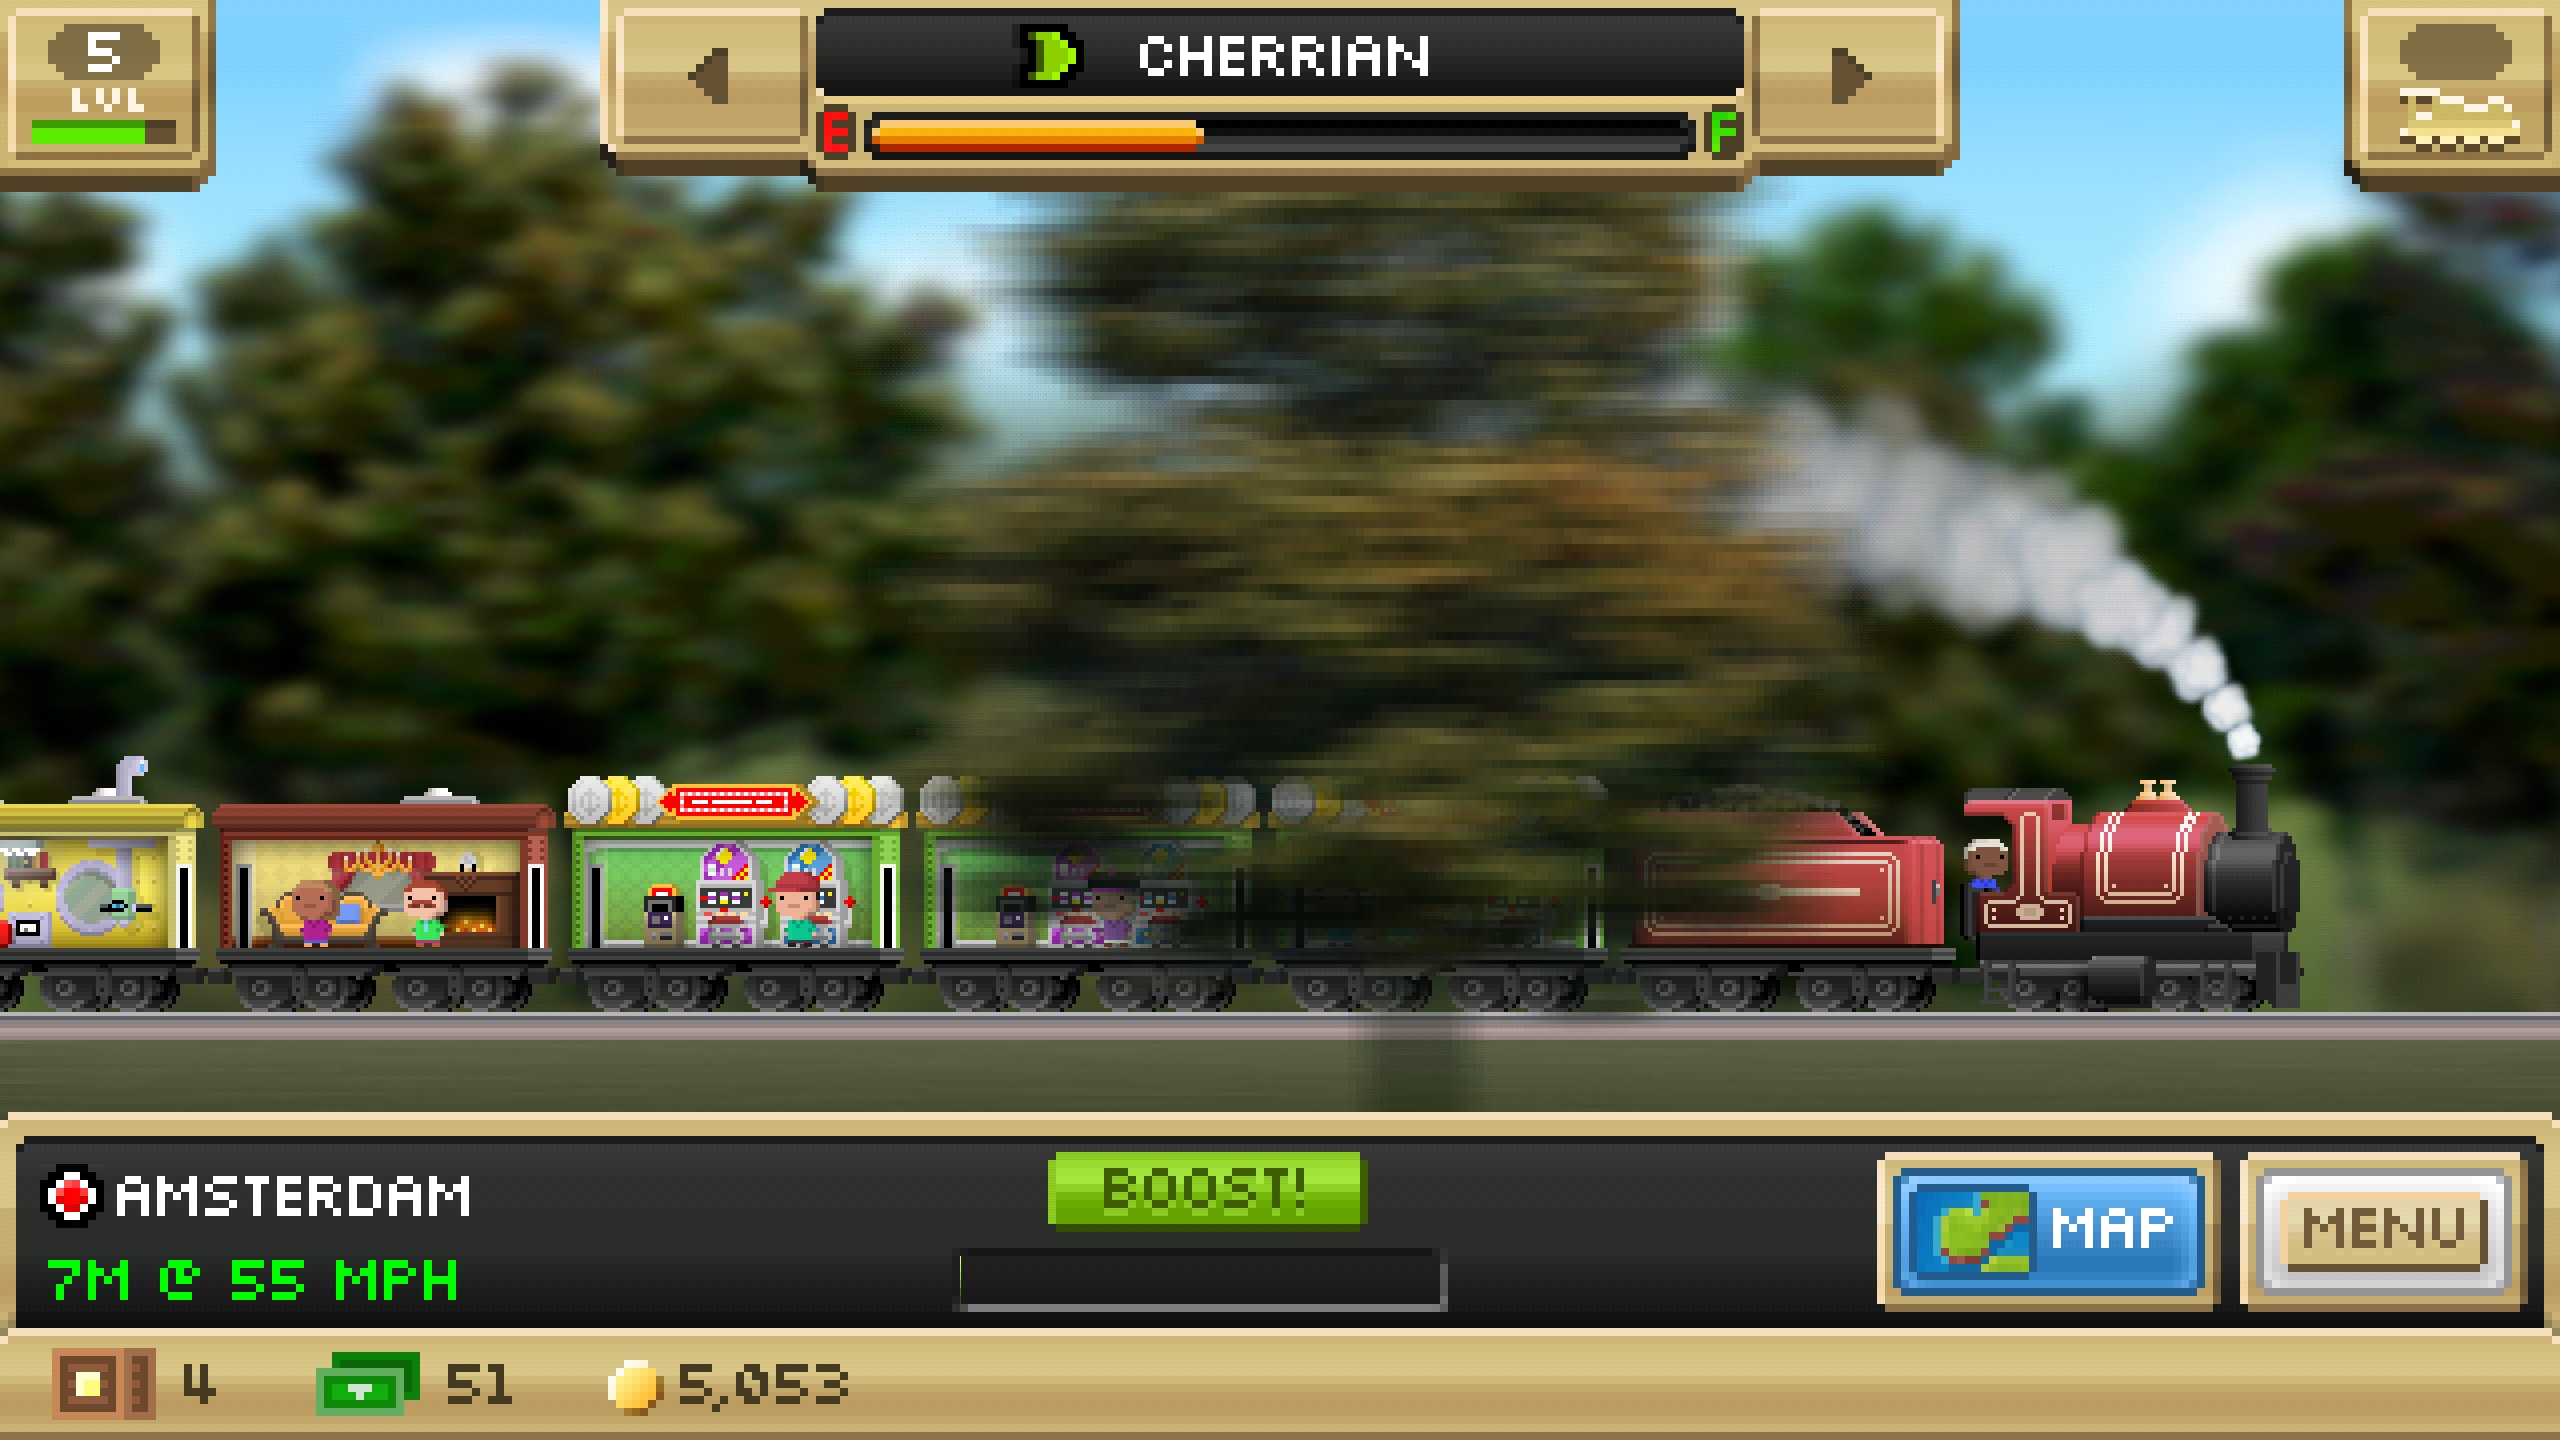 5
LVL
CHERRIAN
E F
AMSTERDAM
7M @ 55 MPH
BOOST!
MAP
MENU
4 51 5,053